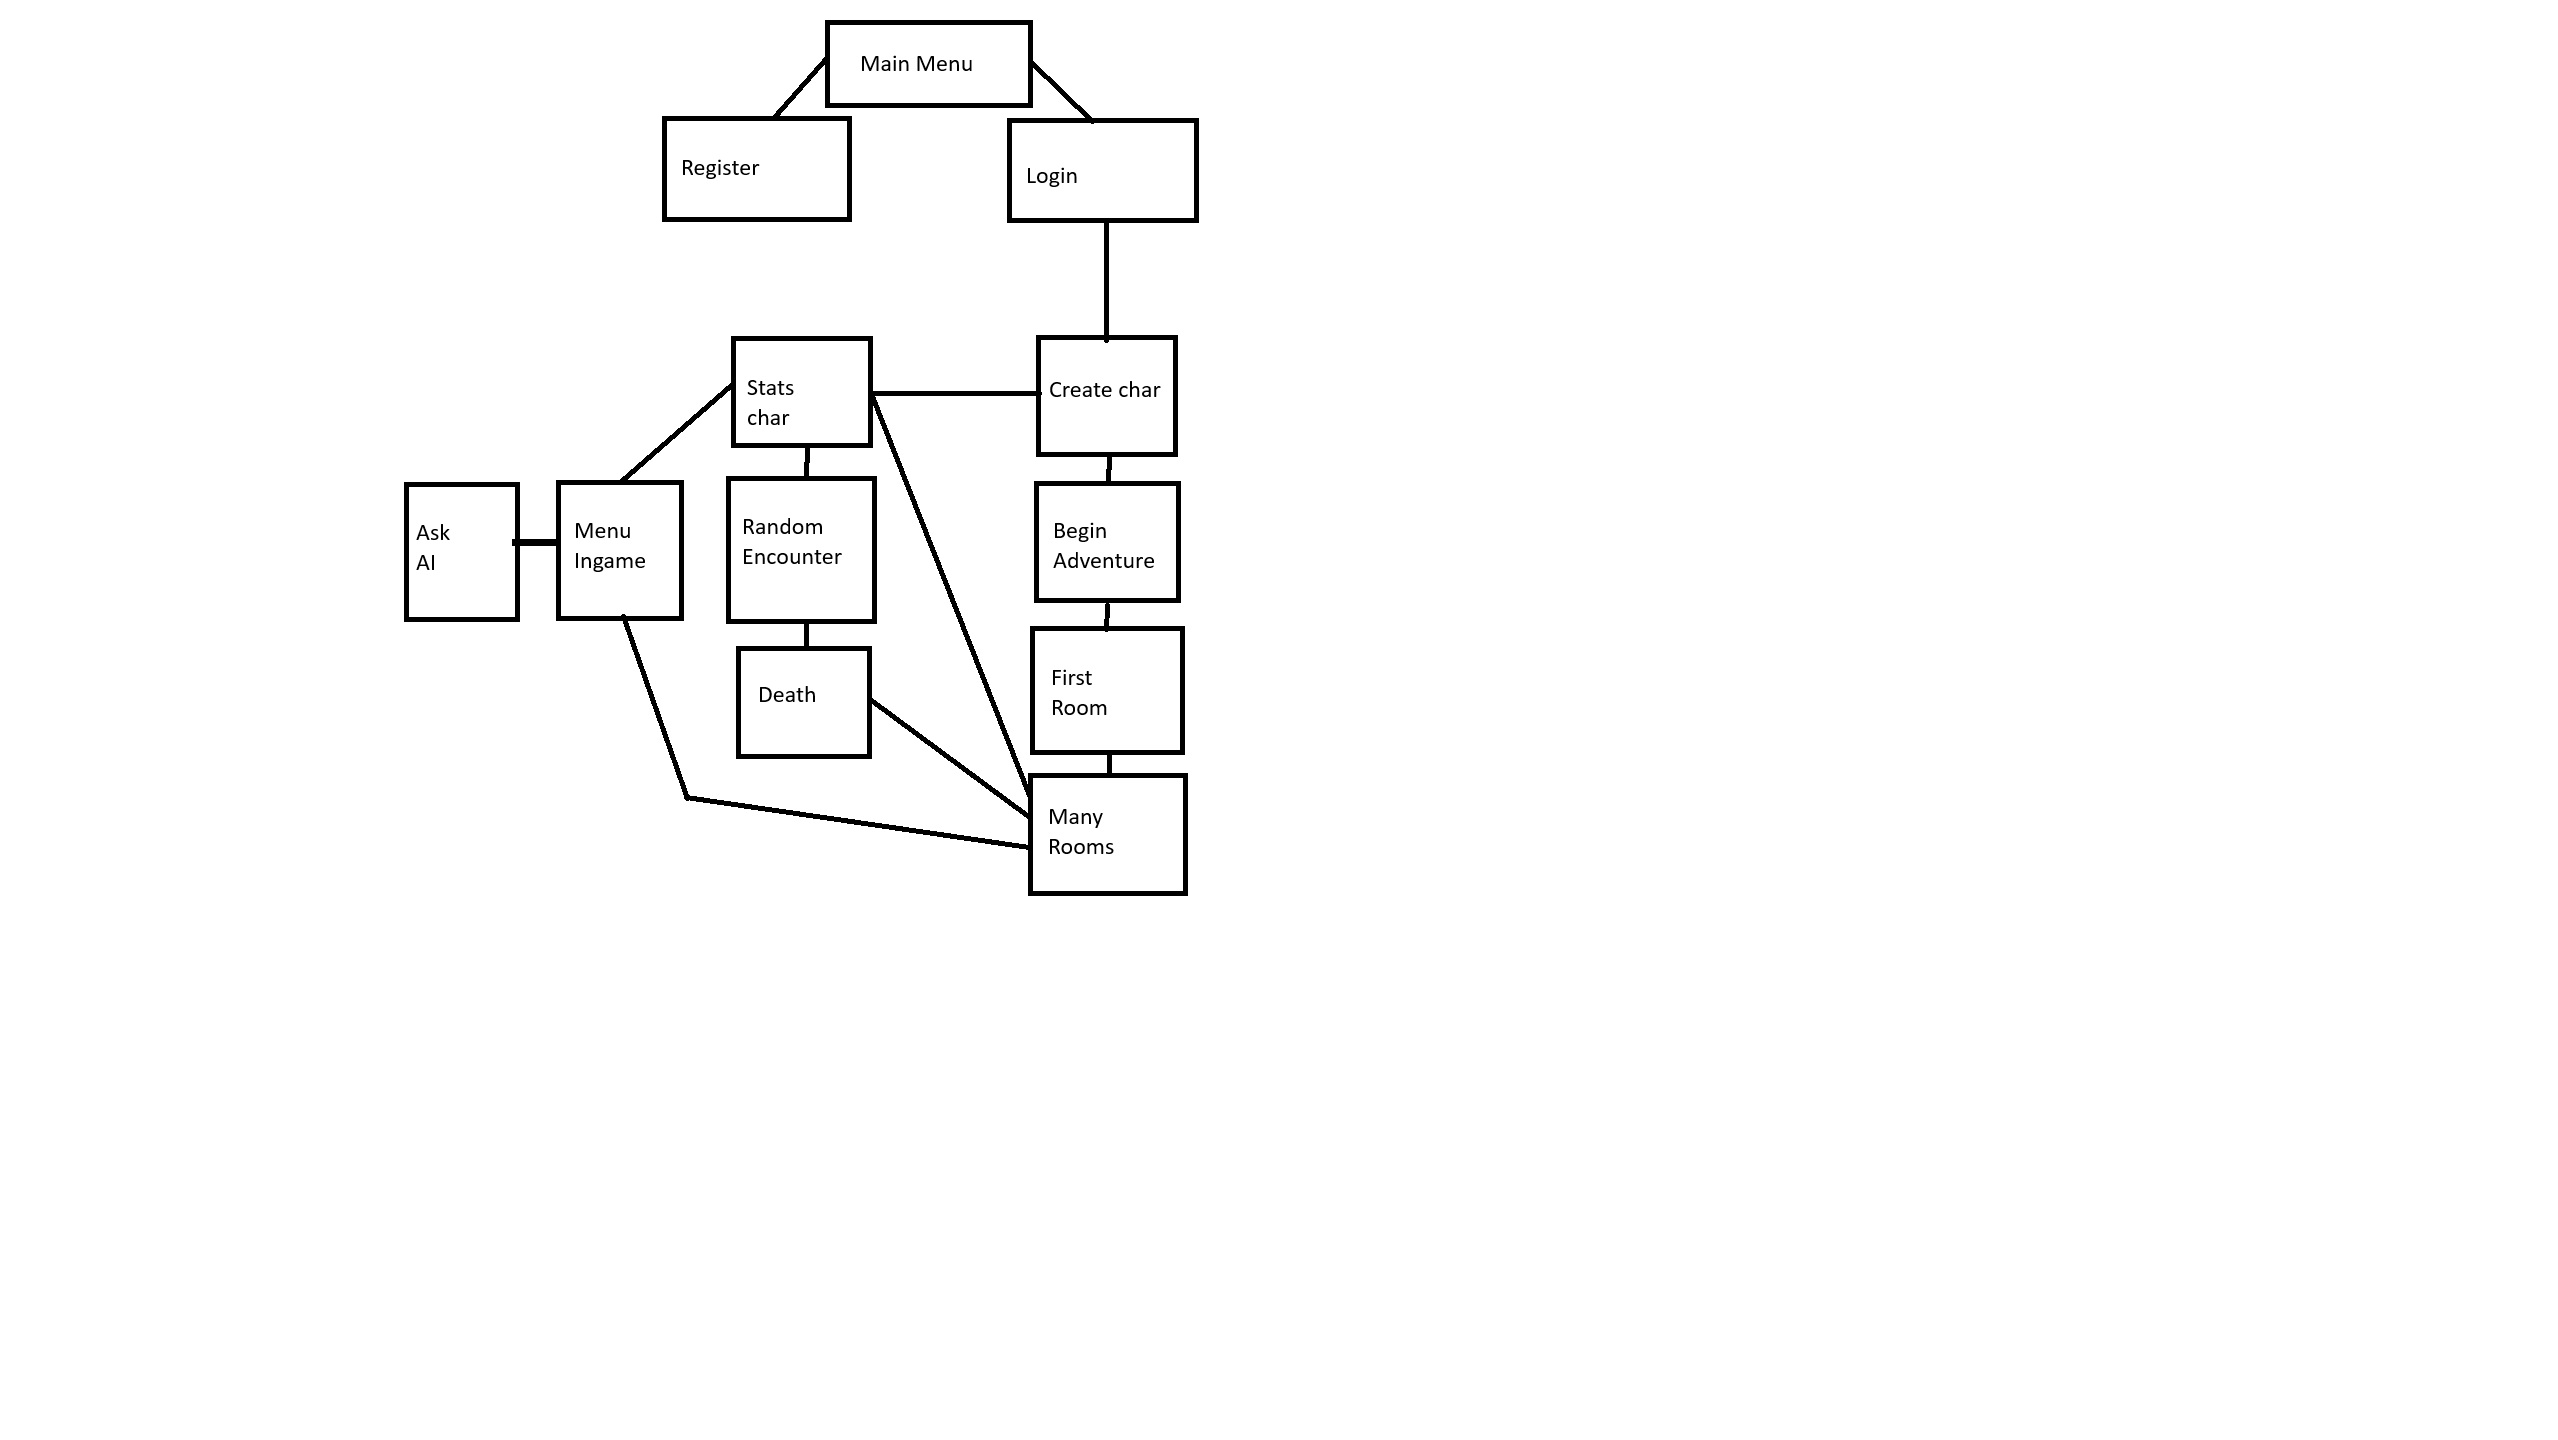 Main Menu
Register
Login
Stats
char
Create char
Ask
AI
Menu
Ingame
Random
Encounter
Begin
Adventure
Death
First
Room
Many
Rooms